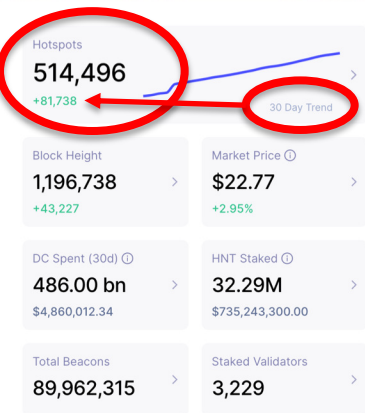 Hotspots
514,496
+81,738
30 Day Trend
Block Height
1,196,738
+43,227
Market Price
$22.77
+2.95%
DC Spent (30d)
486.00 bn
$4,860,012.34
HNT Staked
32.29M
$735,243,300.00
Total Beacons
89,962,315
Staked Validators
3,229